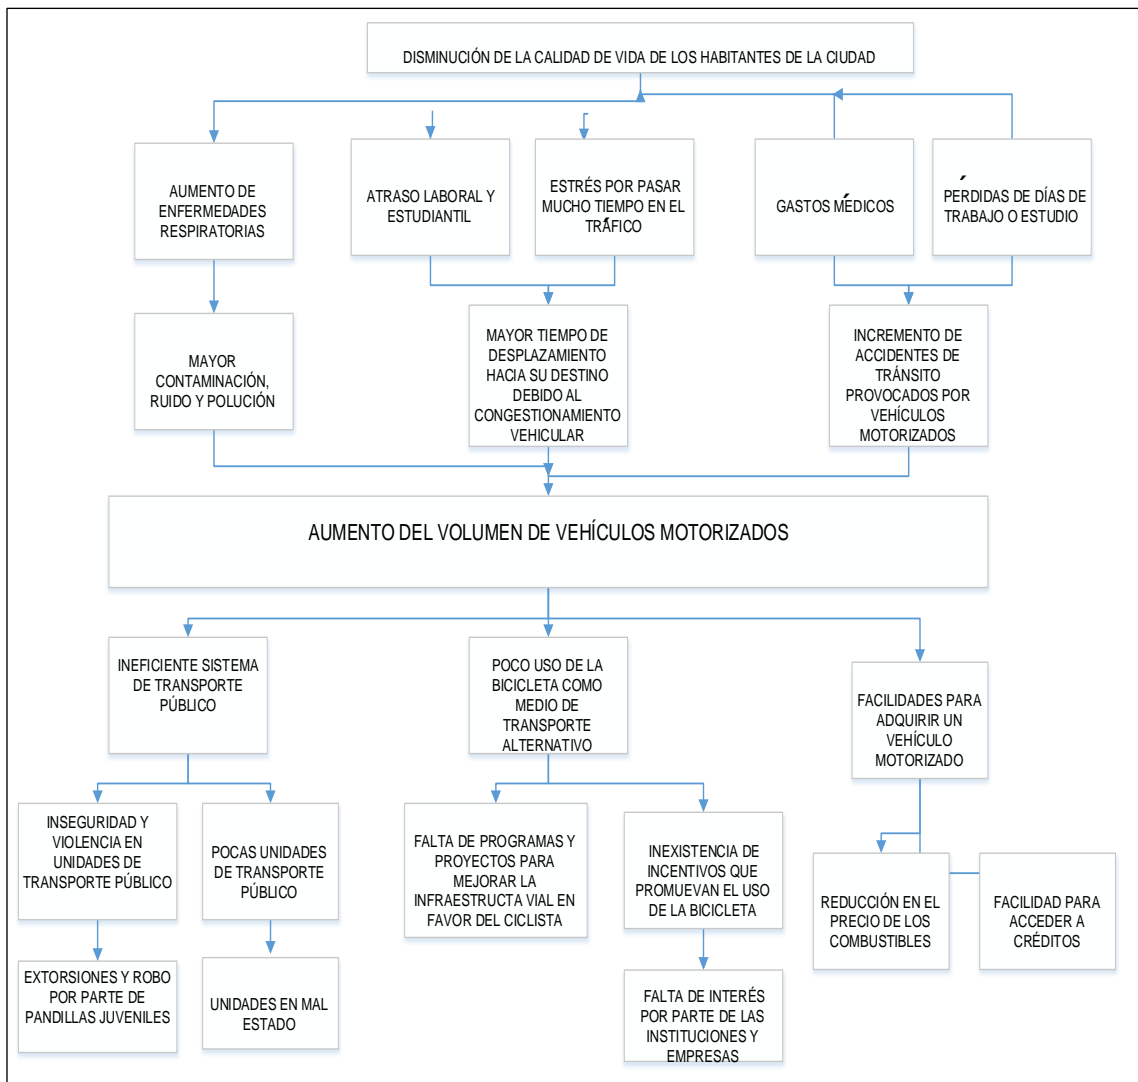 DISMINUCIÓN DE LA CALIDAD DE VIDA DE LOS HABITANTES DE LA CIUDAD
AUMENTO DE
ENFERMEDADES
RESPIRATORIAS
ATRASO LABORAL Y
ESTUDIANTIL
ESTRÉS POR PASAR
MUCHO TIEMPO EN EL
TRÁFICO
GASTOS MÉDICOS
PÉRDIDAS DE DÍAS DE
TRABAJO O ESTUDIO
MAYOR
CONTAMINACIÓN,
RUIDO Y POLUCIÓN
MAYOR TIEMPO DE
DESPLAZAMIENTO
HACIA SU DESTINO
DEBIDO AL
CONGESTIONAMIENTO
VEHICULAR
INCREMENTO DE
ACCIDENTES DE
TRÁNSITO
PROVOCADOS POR
VEHÍCULOS
MOTORIZADOS
AUMENTO DEL VOLUMEN DE VEHÍCULOS MOTORIZADOS
INEFICIENTE SISTEMA
DE TRANSPORTE
PÚBLICO
POCO USO DE LA
BICICLETA COMO
MEDIO DE
TRANSPORTE
ALTERNATIVO
FACILIDADES PARA
ADQUIRIR UN
VEHÍCULO
MOTORIZADO
INSEGURIDAD Y
VIOLENCIA EN
UNIDADES DE
TRANSPORTE PÚBLICO
POCAS UNIDADES
DE TRANSPORTE
PÚBLICO
FALTA DE PROGRAMAS Y
PROYECTOS PARA
MEJORAR LA
INFRAESTRUCTA VIAL EN
FAVOR DEL CICLISTA
INEXISTENCIA DE
INCENTIVOS QUE
PROMUEVAN EL USO
DE LA BICICLETA
REDUCCIÓN EN EL
PRECIO DE LOS
COMBUSTIBLES
FACILIDAD PARA
ACCEDER A
CRÉDITOS
EXTORSIONES Y ROBO
POR PARTE DE
PANDILLAS JUVENILES
UNIDADES EN MAL
ESTADO
FALTA DE INTERÉS
POR PARTE DE LAS
INSTITUCIONES Y
EMPRESAS